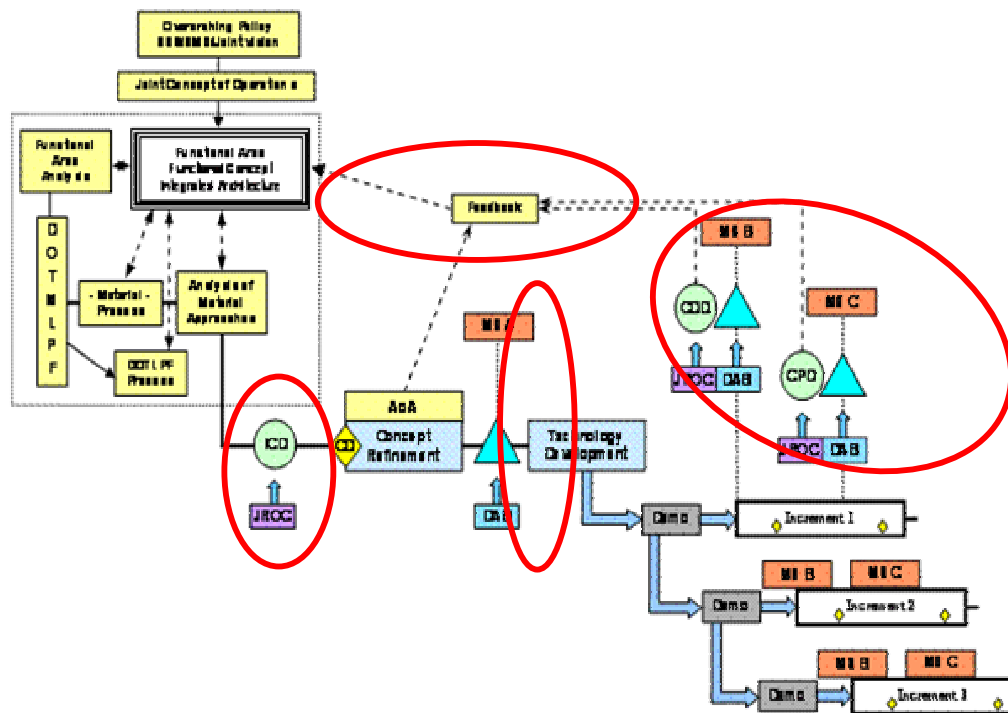 Overarching Policy
Joint Concept of Operations
Functional
Area
Analysis
Functional Area
Functional Concept
Integrated Architecture
Feedback
D
O
T
M
L
P
F
- Material -
Process
Analysis of
Material
Approaches
DOTLPF
Process
MS B
MS C
CDD
CPD
JROC
DAB
JROC
DAB
MS A
AoA
ICD
CD
Concept
Refinement
Technology
Development
JROC
DAB
Demo
Increment 1
MS B
MS C
Demo
Increment 2
MS B
MS C
Demo
Increment 3